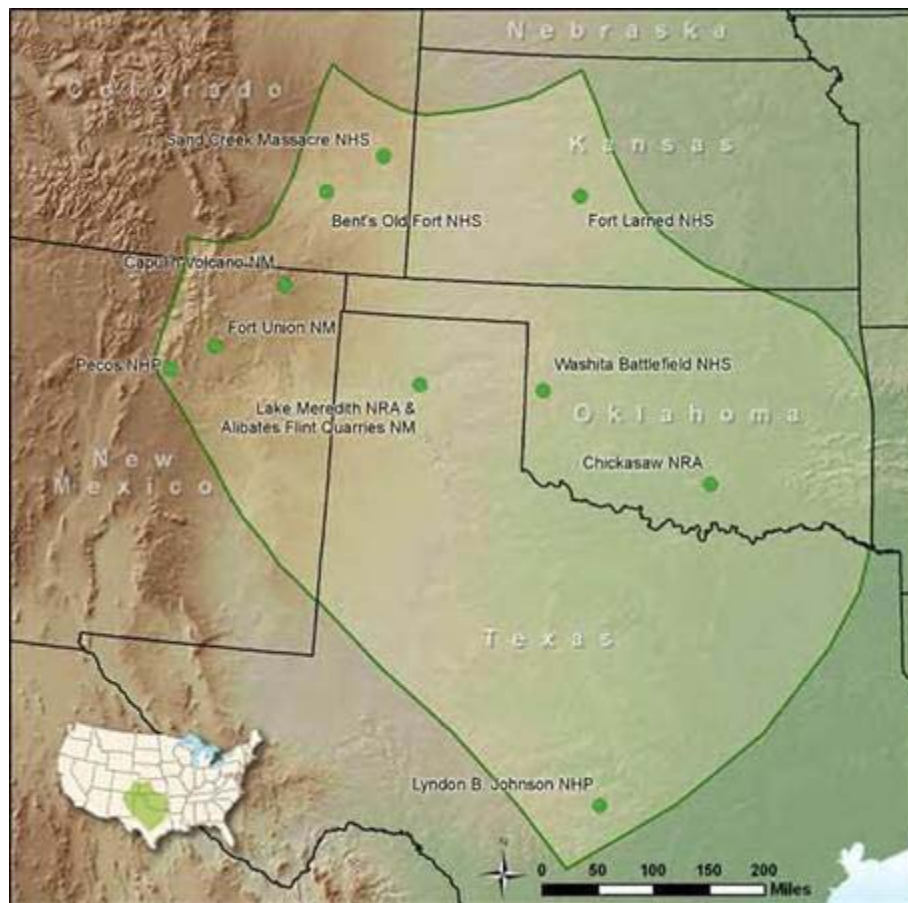 Nebraska
Colorado
Sand Creek Massacre NHS
Kansas
Bent's Old Fort NHS
Fort Larned NHS
Capulin Volcano NM
Fort Union NM
Pecos NHP
Washita Battlefield NHS
Lake Meredith NRA &
Alibates Flint Quarries NM
Oklahoma
New
Mexico
Chickasaw NRA
Texas
Lyndon B. Johnson NHP
N
0 50 100 150 200
Miles